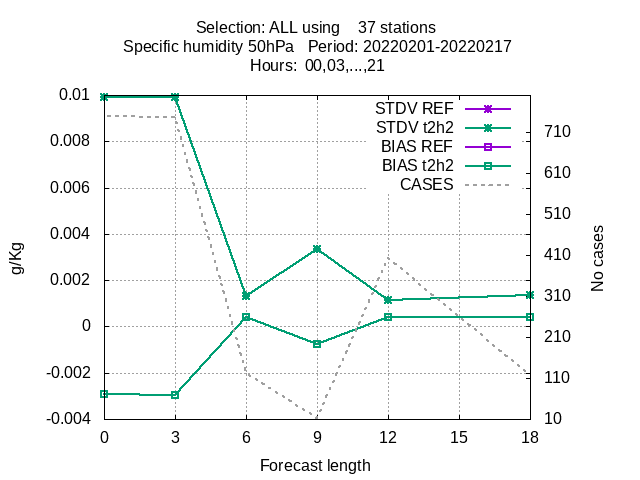 Selection: ALL using    37 stations
Specific humidity 50hPa   Period: 20220201-20220217
Hours: 00,03,...,21
STDV REF
STDV t2h2
BIAS REF
BIAS t2h2
CASES
0.01
0.008
0.006
0.004
0.002
0
-0.002
-0.004
g/Kg
710
610
510
410
310
210
110
10
No cases
0 3 6 9 12 15 18
Forecast length